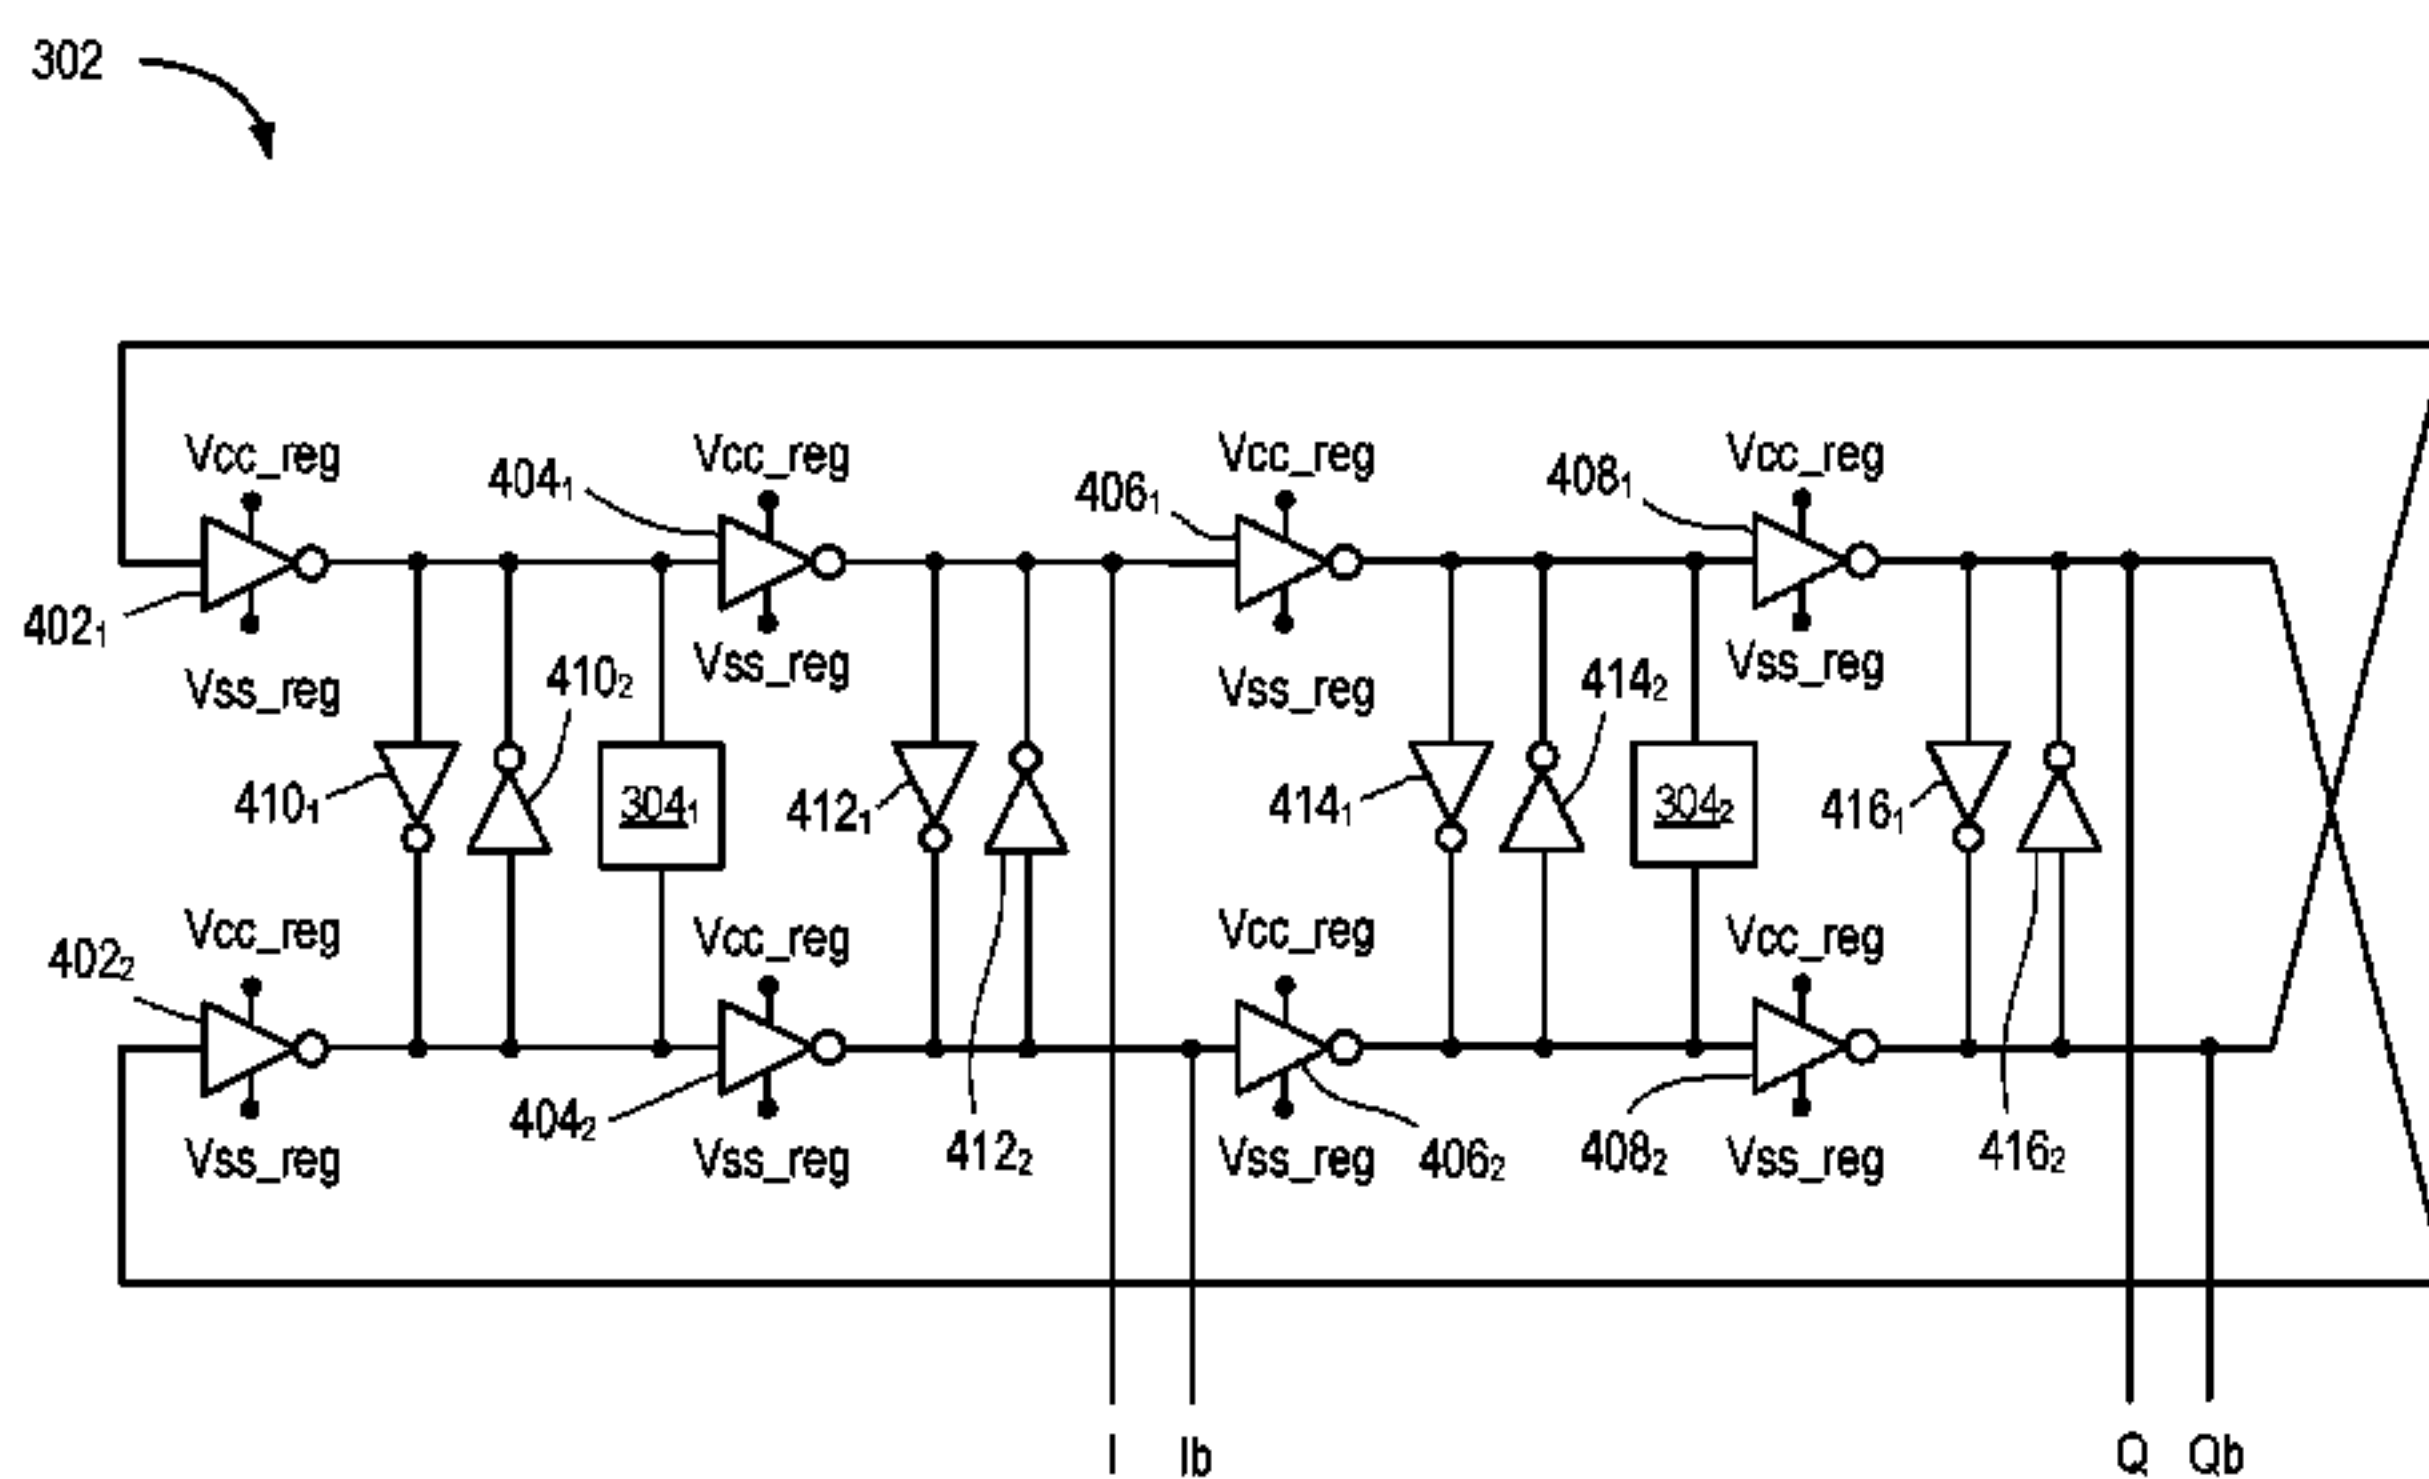 302
Vcc_reg
404₁
Vcc_reg
406₁
Vcc_reg
408₁
Vcc_reg
402₁
Vss_reg
410₂
Vss_reg
Vss_reg
414₂
Vss_reg
410₁
304₁
412₁
414₁
304₂
416₁
402₂
Vcc_reg
Vcc_reg
Vcc_reg
Vcc_reg
Vss_reg
404₂
Vss_reg
412₂
Vss_reg
406₂
408₂
Vss_reg
416₂
I
Ib
Q
Qb